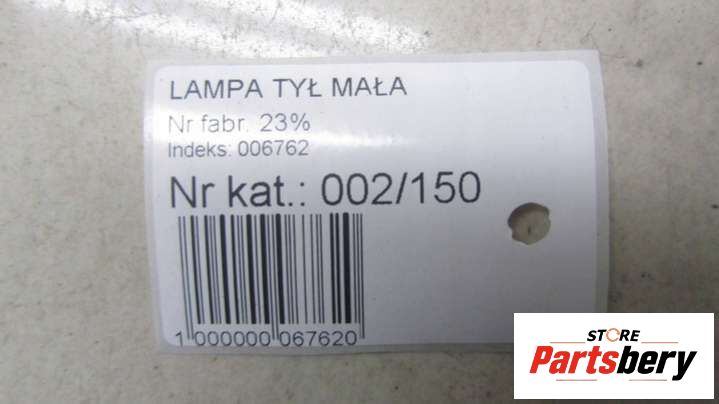 LAMPA TYŁ MAŁA
Nr fabr. 23%
Indeks: 006762
Nr kat.: 002/150
1 000000 067620
STORE
Partsbery